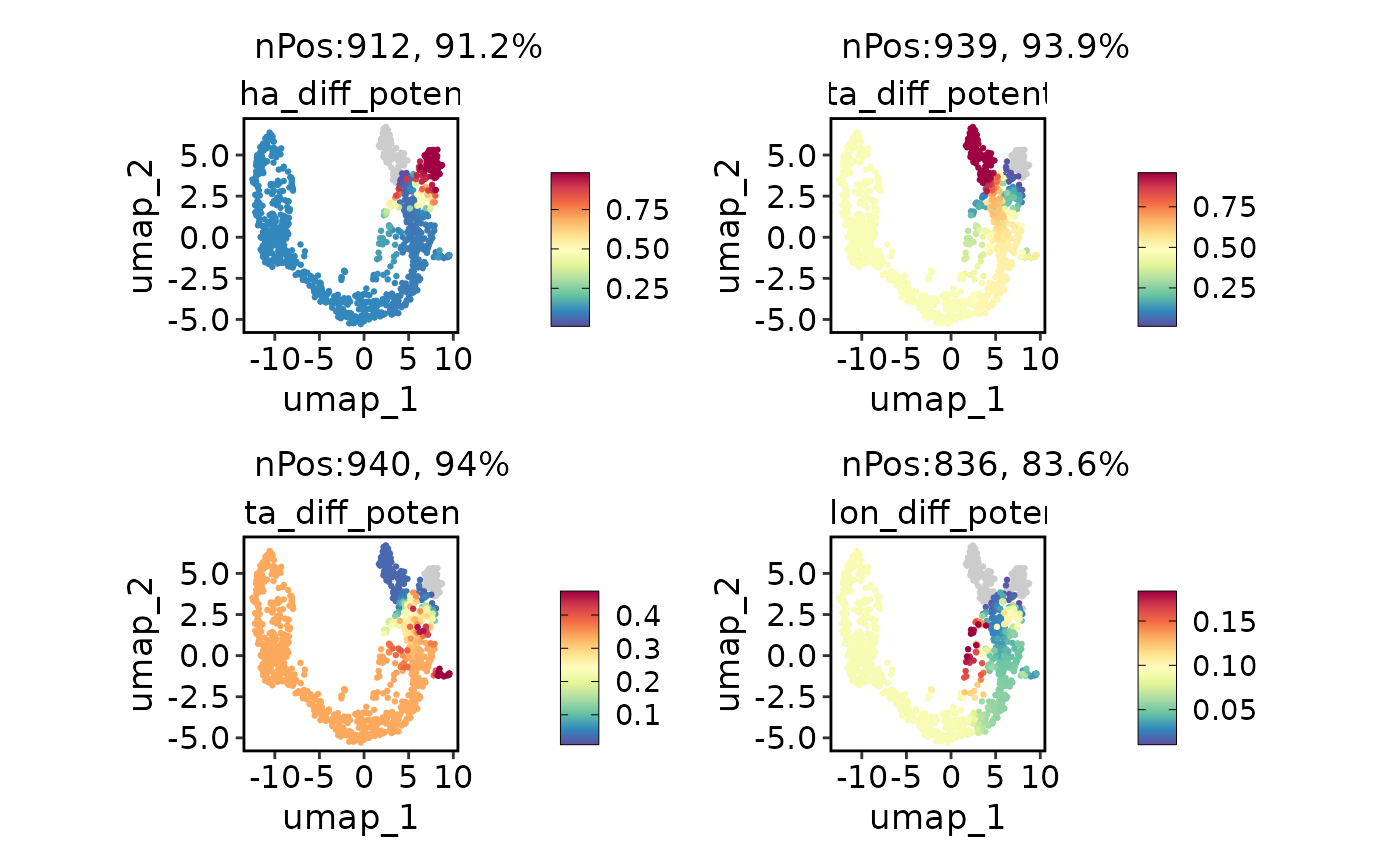 nPos:912, 91.2%
ha_diff_poten
umap_2
5.0
2.5
0.0
-2.5
-5.0
-10 -5 0 5 10
umap_1
0.75
0.50
0.25
nPos:939, 93.9%
ta_diff_potent
umap_2
5.0
2.5
0.0
-2.5
-5.0
-10 -5 0 5 10
umap_1
0.75
0.50
0.25
nPos:940, 94%
ta_diff_poten
umap_2
5.0
2.5
0.0
-2.5
-5.0
-10 -5 0 5 10
umap_1
0.4
0.3
0.2
0.1
nPos:836, 83.6%
lon_diff_poter
umap_2
5.0
2.5
0.0
-2.5
-5.0
-10 -5 0 5 10
umap_1
0.15
0.10
0.05